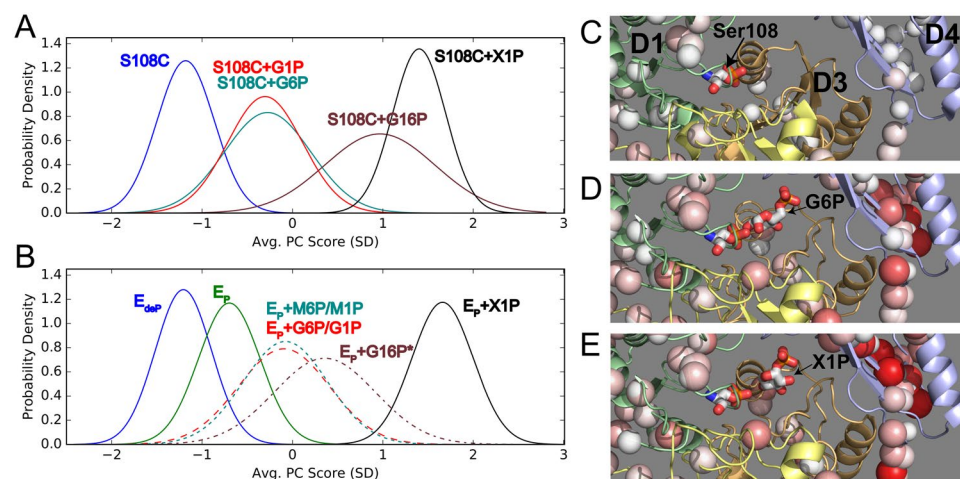 A
Probability Density
1.4
1.2
1.0
0.8
0.6
0.4
0.2
0.0
S108C
S108C+G1P
S108C+G6P
S108C+G16P
S108C+X1P
−2 −1 0 1 2 3
Avg. PC Score (SD)
B
Probability Density
1.4
1.2
1.0
0.8
0.6
0.4
0.2
0.0
EdeP
EP
EP+M6P/M1P
EP+G6P/G1P
EP+G16P*
EP+X1P
−2 −1 0 1 2 3
Avg. PC Score (SD)
C
D1
Ser108
D3
D4
D
G6P
E
X1P